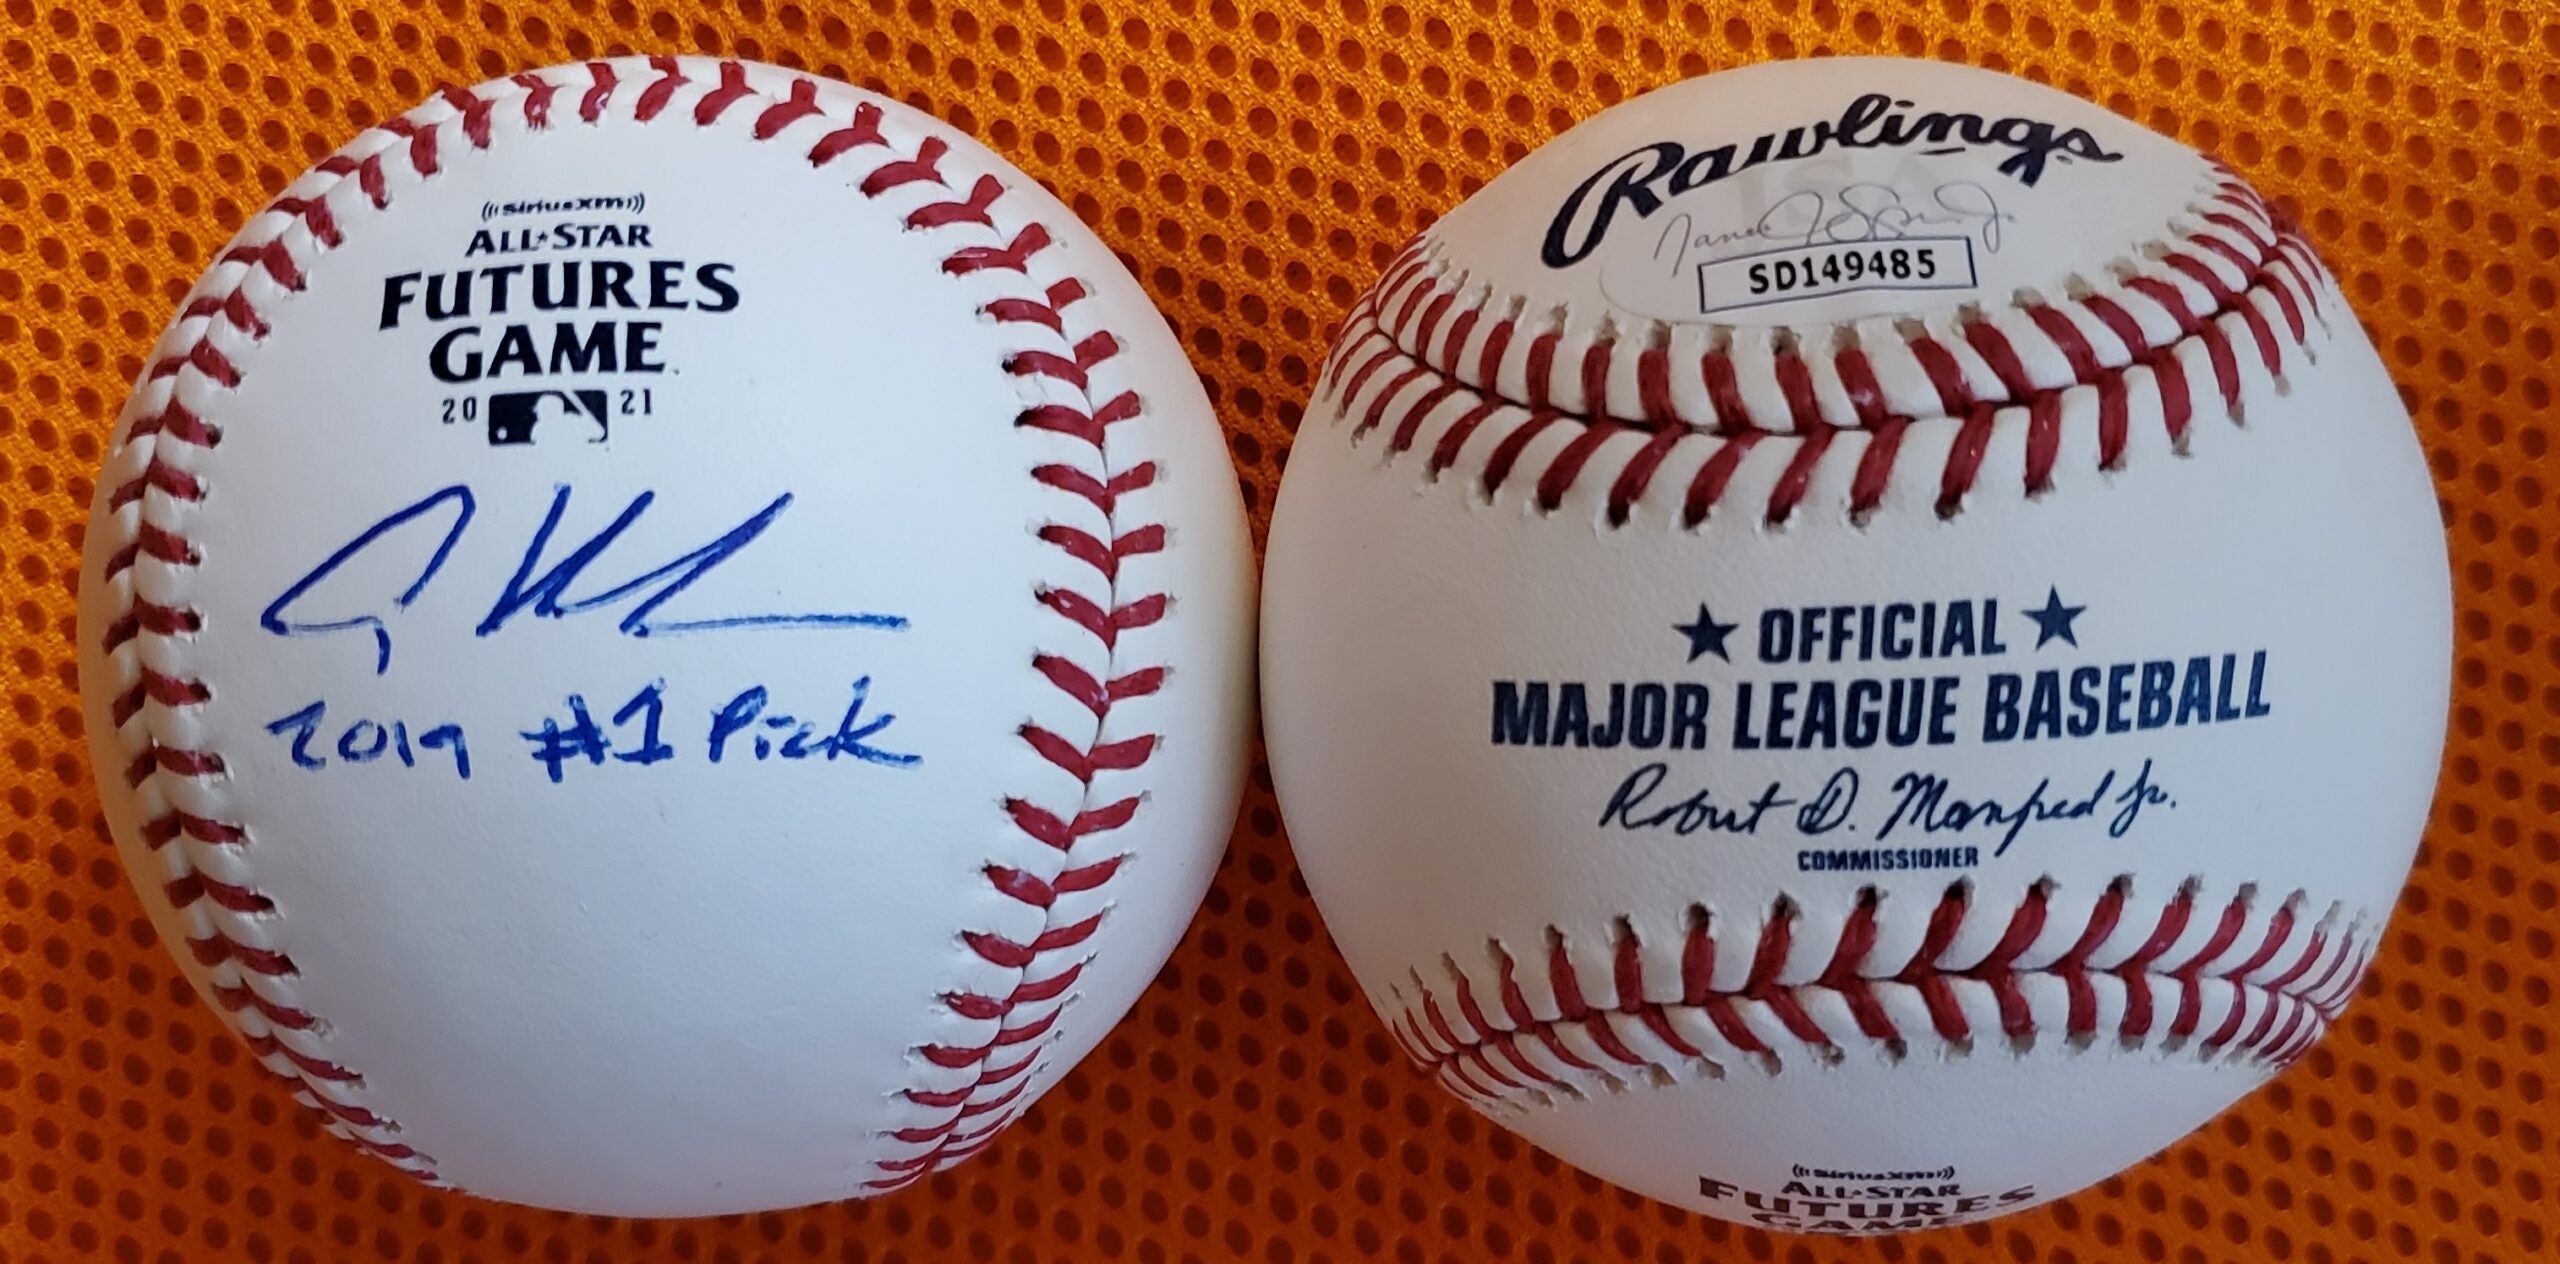 ((siriusxm))
ALL★STAR
FUTURES
GAME
20 21
2019 #1 Pick
Rawlings
SD149485
★ OFFICIAL ★
MAJOR LEAGUE BASEBALL
Robert D. Manfred Jr.
COMMISSIONER
((siriusxm))
ALL★STAR
FUTURES
GAME